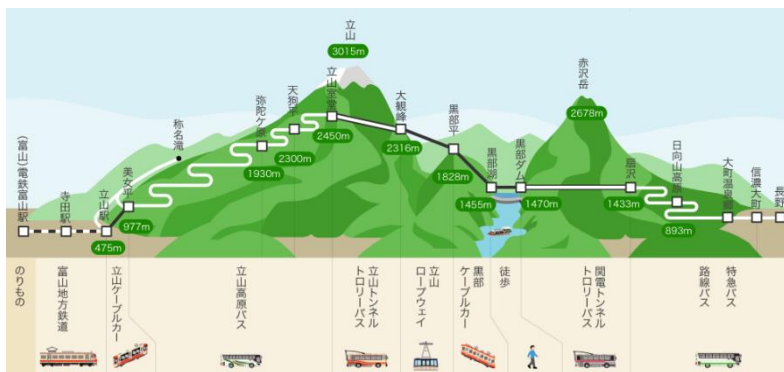 立山
3015m
赤沢岳
2678m
(富山)電鉄富山駅
寺田駅
立山駅
475m
美女平
977m
称名滝
弥陀ケ原
1930m
天狗平
2300m
立山室堂
2450m
大観峰
2316m
黒部平
1828m
黒部湖
1455m
黒部ダム
1470m
扇沢
1433m
日向山高原
893m
大町温泉郷
信濃大町
長野
のりもの
富山地方鉄道
立山ケーブルカー
立山高原バス
立山トンネル
トロリーバス
立山
ロープウェイ
黒部
ケーブルカー
徒歩
関電トンネル
トロリーバス
特急バス
路線バス